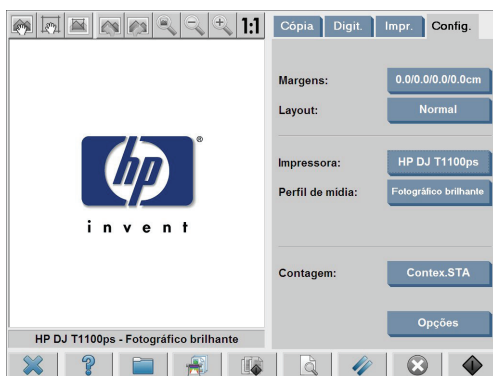 1:1
Cópia
Digit.
Impr.
Config.
Margens:
0.0/0.0/0.0/0.0cm
Layout:
Normal
hp
®
invent
Impressora:
HP DJ T1100ps
Perfil de mídia:
Fotográfico brilhante
Contagem:
Contex.STA
Opções
HP DJ T1100ps - Fotográfico brilhante
?